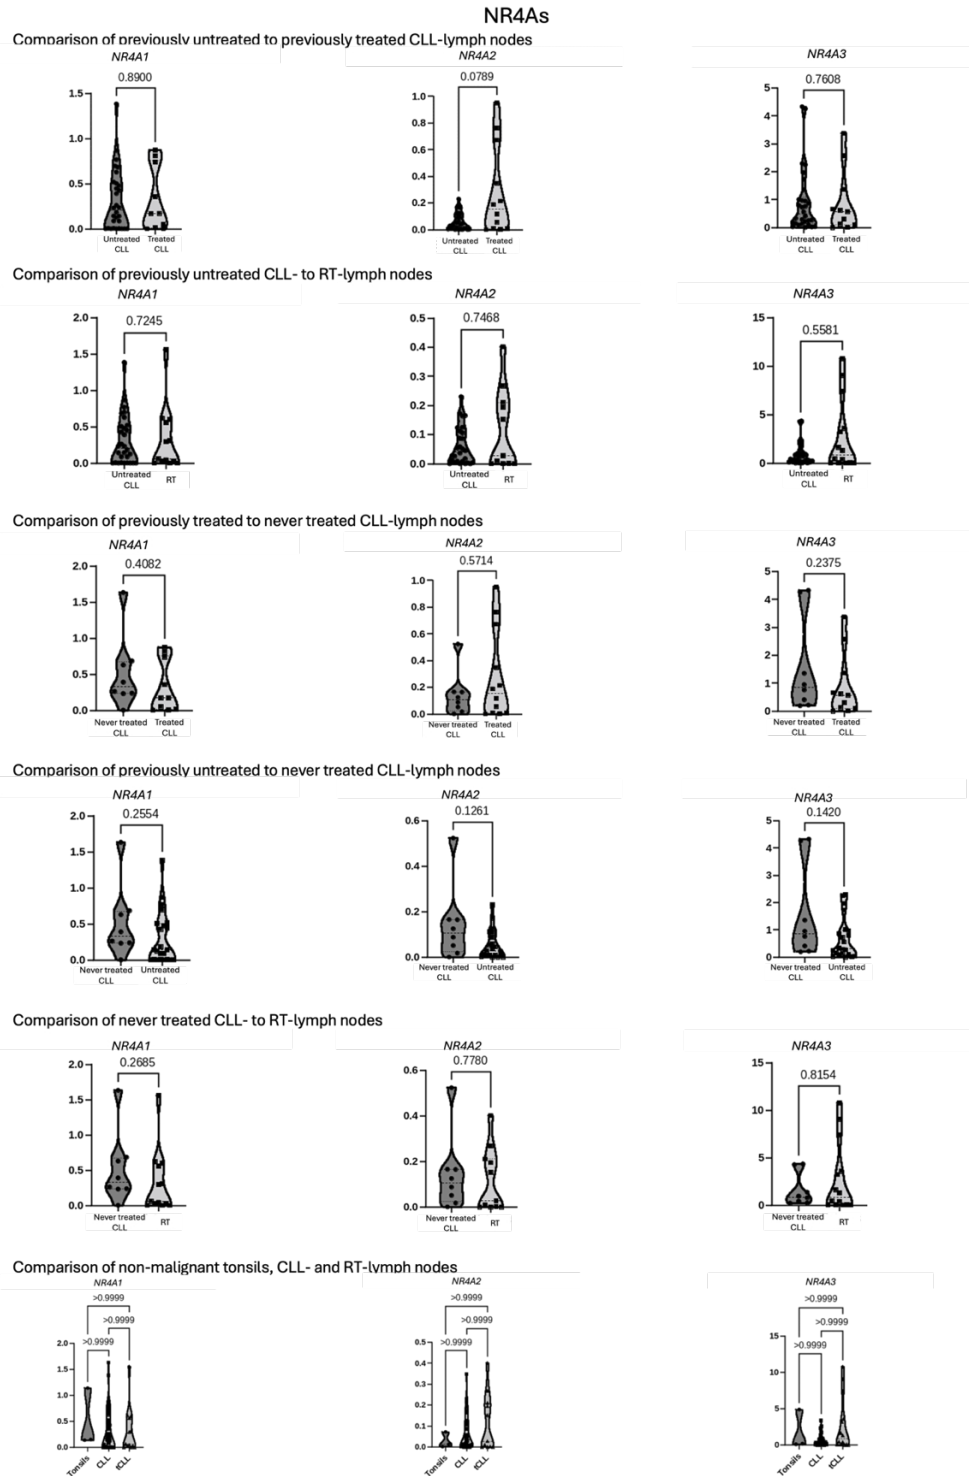 NR4As
Comparison of previously untreated to previously treated CLL-lymph nodes
NR4A1
NR4A2
NR4A3
0.8900
0.0789
0.7608
1.5
1.0
0.5
0.0
Untreated CLL
Treated CLL
1.0
0.8
0.6
0.4
0.2
0.0
Untreated CLL
Treated CLL
5
4
3
2
1
0
Untreated CLL
Treated CLL
Comparison of previously untreated CLL- to RT-lymph nodes
NR4A1
NR4A2
NR4A3
0.7245
0.7468
0.5581
2.0
1.5
1.0
0.5
0.0
Untreated CLL
RT
0.5
0.4
0.3
0.2
0.1
0.0
Untreated CLL
RT
15
10
5
0
Untreated CLL
RT
Comparison of previously treated to never treated CLL-lymph nodes
NR4A1
NR4A2
NR4A3
0.4082
0.5714
0.2375
2.0
1.5
1.0
0.5
0.0
Never treated CLL
Treated CLL
1.0
0.8
0.6
0.4
0.2
0.0
Never treated CLL
Treated CLL
5
4
3
2
1
0
Never treated CLL
Treated CLL
Comparison of previously untreated to never treated CLL-lymph nodes
NR4A1
NR4A2
NR4A3
0.2554
0.1261
0.1420
2.0
1.5
1.0
0.5
0.0
Never treated CLL
Untreated CLL
0.6
0.4
0.2
0.0
Never treated CLL
Untreated CLL
5
4
3
2
1
0
Never treated CLL
Untreated CLL
Comparison of never treated CLL- to RT-lymph nodes
NR4A1
NR4A2
NR4A3
0.2685
0.7780
0.8154
2.0
1.5
1.0
0.5
0.0
Never treated CLL
RT
0.6
0.4
0.2
0.0
Never treated CLL
RT
15
10
5
0
Never treated CLL
RT
Comparison of non-malignant tonsils, CLL- and RT-lymph nodes
NR4A1
NR4A2
NR4A3
>0.9999
>0.9999
>0.9999
2.0
1.5
1.0
0.5
0.0
Tonsils
CLL
tCLL
>0.9999
>0.9999
>0.9999
0.5
0.4
0.3
0.2
0.1
0.0
Tonsils
CLL
tCLL
>0.9999
>0.9999
>0.9999
15
10
5
0
Tonsils
CLL
tCLL